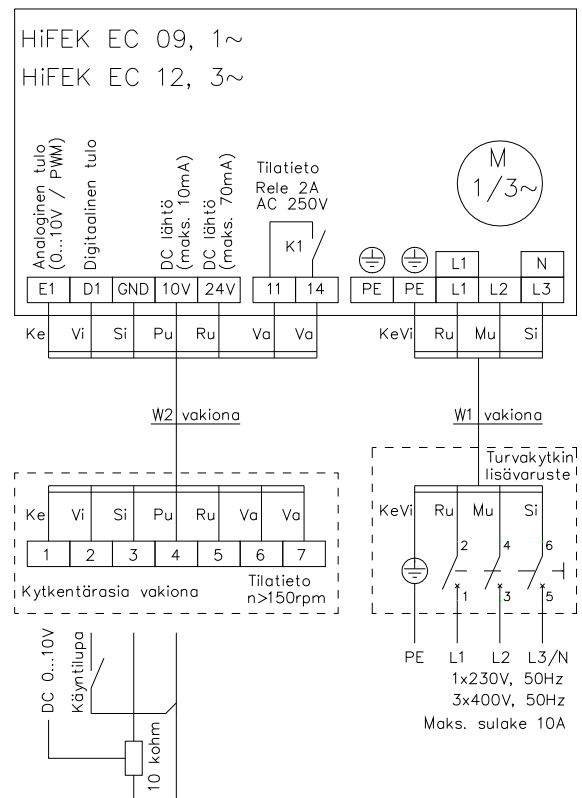 HiFEK EC 09, 1~
HiFEK EC 12, 3~
Analoginen tulo
(0...10V / PWM)
Digitaalinen tulo
DC lähtö
(maks. 10mA)
DC lähtö
(maks. 70mA)
Tilatieto
Rele 2A
AC 250V
K1
M
1/3~
L1 N
E1 D1 GND 10V 24V 11 14 PE PE L1 L2 L3
Ke Vi Si Pu Ru Va Va KeVi Ru Mu Si
W2 vakiona W1 vakiona
Turvakytkin
lisävaruste
Ke Vi Si Pu Ru Va Va KeVi Ru Mu Si
1 2 3 4 5 6 7
2 4 6
1 3 5
Kytkentärasia vakiona
Tilatieto
n>150rpm
DC 0...10V
Käyntilupa
10 kohm
PE L1 L2 L3/N
1x230V, 50Hz
3x400V, 50Hz
Maks. sulake 10A